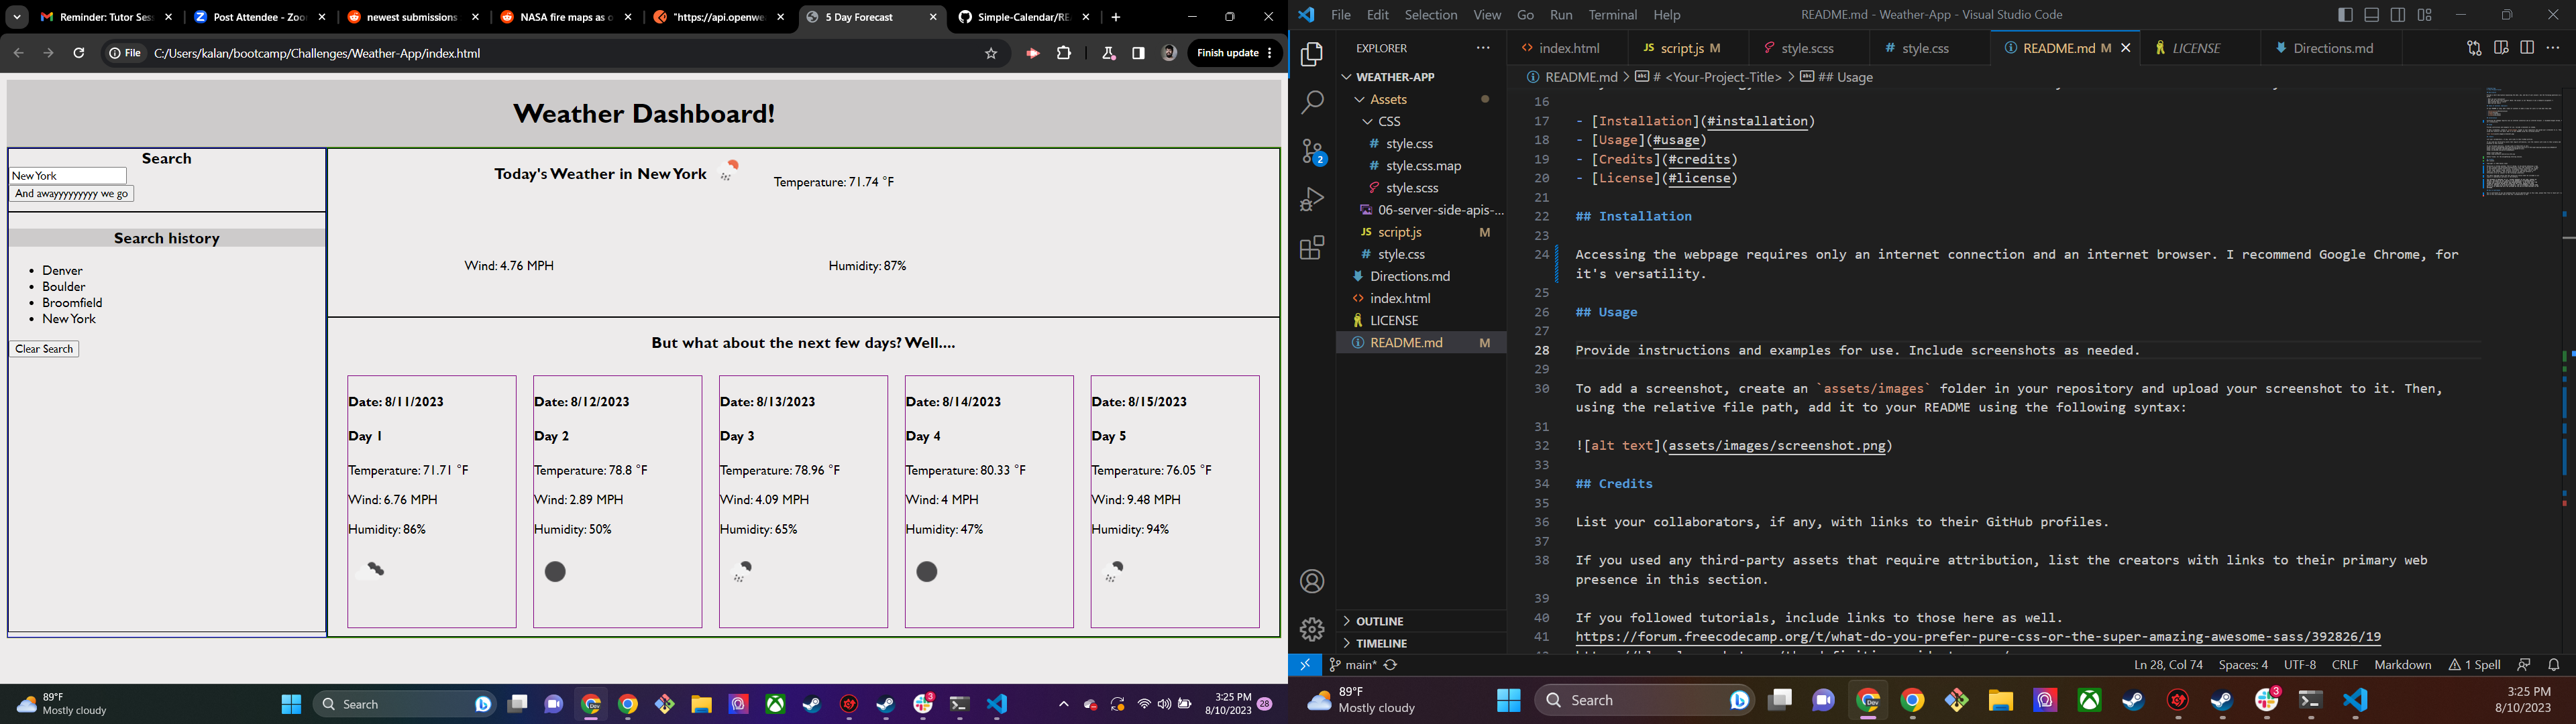 Reminder: Tutor Ses
Post Attendee - Zoo
newest submissions
NASA fire maps as o
"https://api.openwe
5 Day Forecast
Simple-Calendar/RE
File
C:/Users/kalan/bootcamp/Challenges/Weather-App/index.html
Finish update
Weather Dashboard!
Search
New York
And awayyyyyyyyy we go
Search history
Denver
Boulder
Broomfield
New York
Clear Search
Today's Weather in New York
Temperature: 71.74 °F
Wind: 4.76 MPH
Humidity: 87%
But what about the next few days? Well....
Date: 8/11/2023
Day 1
Temperature: 71.71 °F
Wind: 6.76 MPH
Humidity: 86%
Date: 8/12/2023
Day 2
Temperature: 78.8 °F
Wind: 2.89 MPH
Humidity: 50%
Date: 8/13/2023
Day 3
Temperature: 78.96 °F
Wind: 4.09 MPH
Humidity: 65%
Date: 8/14/2023
Day 4
Temperature: 80.33 °F
Wind: 4 MPH
Humidity: 47%
Date: 8/15/2023
Day 5
Temperature: 76.05 °F
Wind: 9.48 MPH
Humidity: 94%
89°F
Mostly cloudy
Search
3
3:25 PM
8/10/2023
28
File Edit Selection View Go Run Terminal Help
README.md - Weather-App - Visual Studio Code
EXPLORER
WEATHER-APP
Assets
CSS
# style.css
# style.css.map
style.scss
06-server-side-apis-...
JS script.js M
# style.css
Directions.md
<> index.html
LICENSE
README.md M
OUTLINE
TIMELINE
2
<> index.html
JS script.js M
style.scss
# style.css
README.md M
LICENSE
Directions.md
README.md > # <Your-Project-Title> > ## Usage
16
17 - [Installation](#installation)
18 - [Usage](#usage)
19 - [Credits](#credits)
20 - [License](#license)
21
22 ## Installation
23
24 Accessing the webpage requires only an internet connection and an internet browser. I recommend Google Chrome, for
it's versatility.
25
26 ## Usage
27
28 Provide instructions and examples for use. Include screenshots as needed.
29
30 To add a screenshot, create an `assets/images` folder in your repository and upload your screenshot to it. Then,
using the relative file path, add it to your README using the following syntax:
31
32 ![alt text](assets/images/screenshot.png)
33
34 ## Credits
35
36 List your collaborators, if any, with links to their GitHub profiles.
37
38 If you used any third-party assets that require attribution, list the creators with links to their primary web
presence in this section.
39
40 If you followed tutorials, include links to those here as well.
41 https://forum.freecodecamp.org/t/what-do-you-prefer-pure-css-or-the-super-amazing-awesome-sass/392826/19
main*
Ln 28, Col 74 Spaces: 4 UTF-8 CRLF Markdown 1 Spell
89°F
Mostly cloudy
Search
3
3:25 PM
8/10/2023